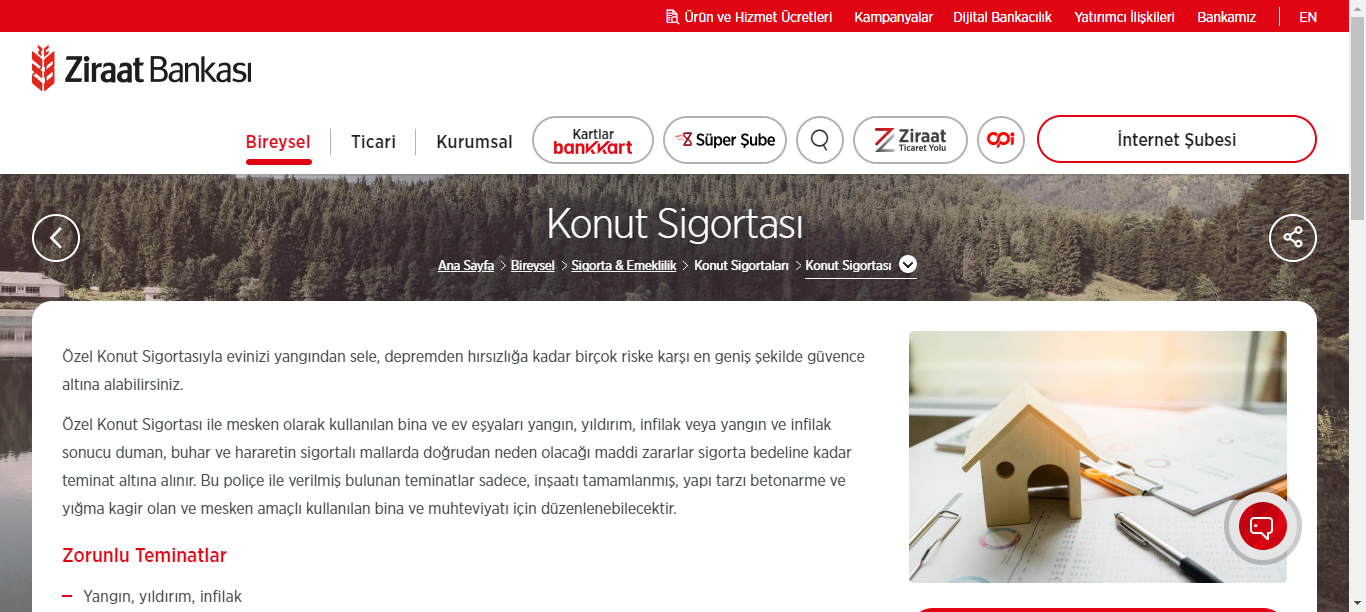 Ürün ve Hizmet Ücretleri Kampanyalar Dijital Bankacılık Yatırımcı İlişkileri Bankamız EN
Ziraat Bankası
Bireysel Ticari Kurumsal Kartlar bankkart Süper Şube Ziraat Ticaret Yolu opi İnternet Şubesi
Konut Sigortası
Ana Sayfa > Bireysel > Sigorta & Emeklilik > Konut Sigortaları > Konut Sigortası
Özel Konut Sigortasıyla evinizi yangından sele, depremden hırsızlığa kadar birçok riske karşı en geniş şekilde güvence
altına alabilirsiniz.
Özel Konut Sigortası ile mesken olarak kullanılan bina ve ev eşyaları yangın, yıldırım, infilak veya yangın ve infilak
sonucu duman, buhar ve hararetin sigortalı mallarda doğrudan neden olacağı maddi zararlar sigorta bedeline kadar
teminat altına alınır. Bu poliçe ile verilmiş bulunan teminatlar sadece, inşaatı tamamlanmış, yapı tarzı betonarme ve
yığma kagir olan ve mesken amaçlı kullanılan bina ve muhteviyatı için düzenlenebilecektir.
Zorunlu Teminatlar
– Yangın, yıldırım, infilak